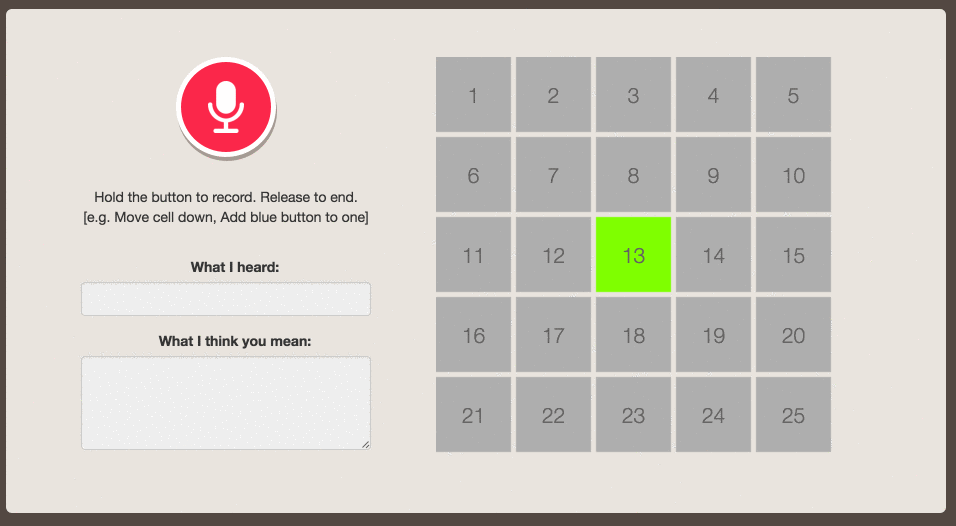 Hold the button to record. Release to end.
[e.g. Move cell down, Add blue button to one]
What I heard:
What I think you mean:
1 2 3 4 5
6 7 8 9 10
11 12 13 14 15
16 17 18 19 20
21 22 23 24 25